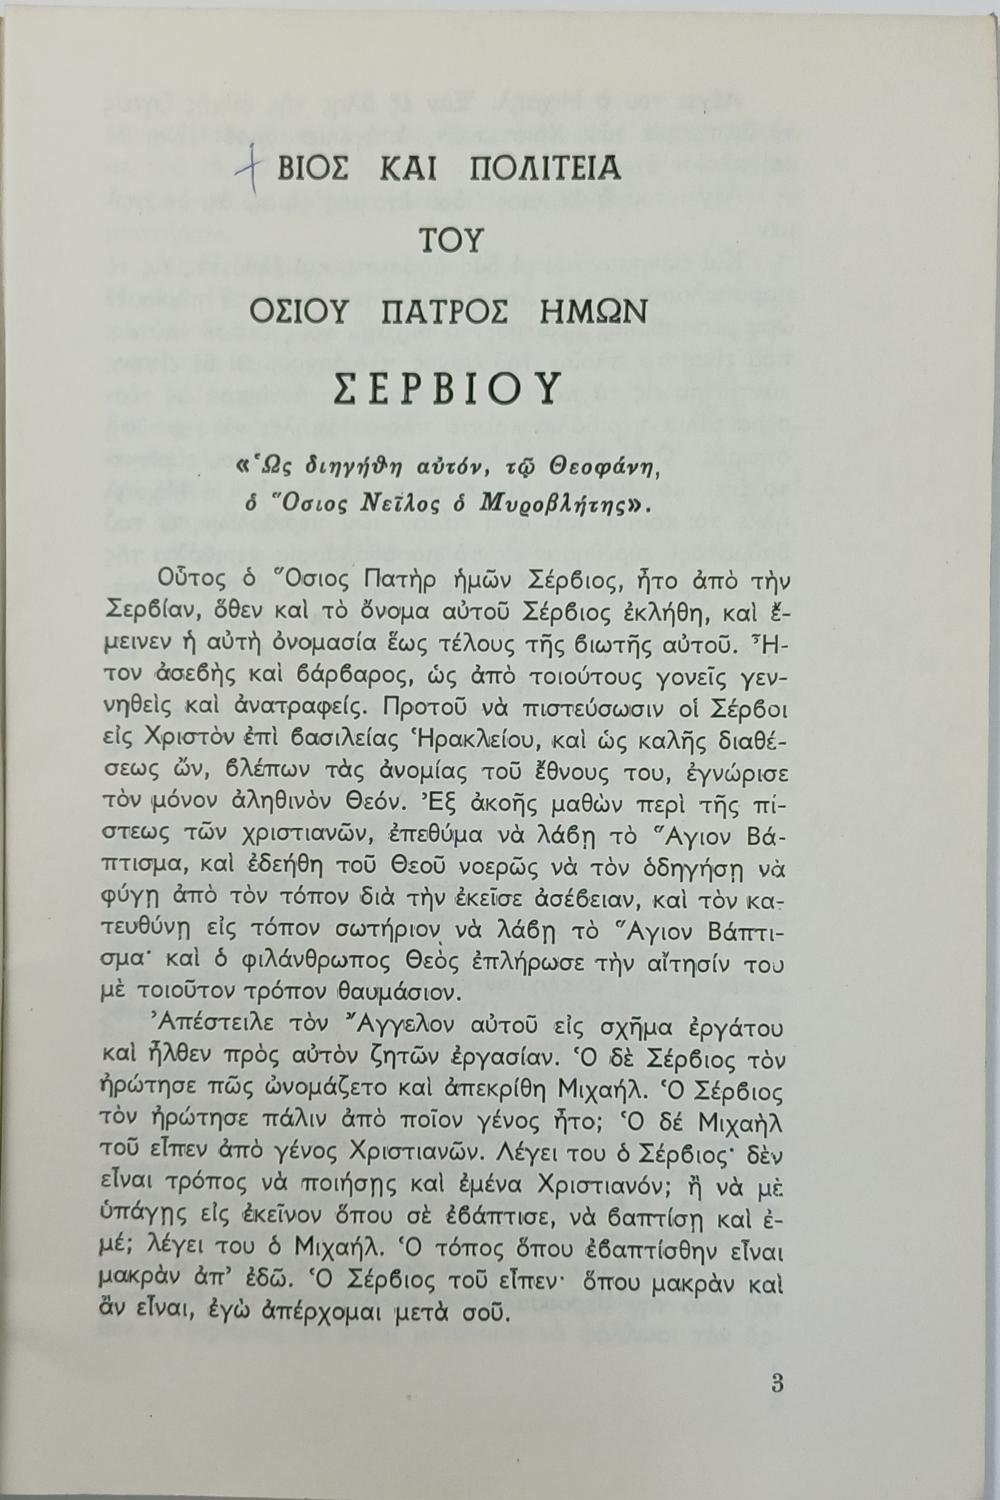 ΒΙΟΣ ΚΑΙ ΠΟΛΙΤΕΙΑ
ΤΟΥ
ΟΣΙΟΥ ΠΑΤΡΟΣ ΗΜΩΝ
ΣΕΡΒΙΟΥ
«Ὡς διηγήθη αὐτόν, τῷ Θεοφάνη,
ὁ Ὅσιος Νεῖλος ὁ Μυροβλήτης».
Οὗτος ὁ Ὅσιος Πατὴρ ἡμῶν Σέρβιος, ἦτο ἀπὸ τὴν
Σερβίαν, ὅθεν καὶ τὸ ὄνομα αὐτοῦ Σέρβιος ἐκλήθη, καὶ ἔ-
μεινεν ἡ αὐτὴ ὀνομασία ἕως τέλους τῆς βιωτῆς αὐτοῦ. Ἦ-
τον ἀσεβὴς καὶ βάρβαρος, ὡς ἀπὸ τοιούτους γονεῖς γεν-
νηθεὶς καὶ ἀνατραφείς. Προτοῦ νὰ πιστεύσωσιν οἱ Σέρβοι
εἰς Χριστὸν ἐπὶ βασιλείας Ἡρακλείου, καὶ ὡς καλῆς διαθέ-
σεως ὤν, βλέπων τὰς ἀνομίας τοῦ ἔθνους του, ἐγνώρισε
τὸν μόνον ἀληθινὸν Θεόν. Ἐξ ἀκοῆς μαθὼν περὶ τῆς πί-
στεως τῶν χριστιανῶν, ἐπεθύμα νὰ λάβῃ τὸ Ἅγιον Βά-
πτισμα, καὶ ἐδεήθη τοῦ Θεοῦ νοερῶς νὰ τὸν ὁδηγήσῃ νὰ
φύγῃ ἀπὸ τὸν τόπον διὰ τὴν ἐκεῖσε ἀσέβειαν, καὶ τὸν κα-
τευθύνῃ εἰς τόπον σωτήριον νὰ λάβῃ τὸ Ἅγιον Βάπτι-
σμα· καὶ ὁ φιλάνθρωπος Θεὸς ἐπλήρωσε τὴν αἴτησίν του
μὲ τοιοῦτον τρόπον θαυμάσιον.
Ἀπέστειλε τὸν Ἄγγελον αὐτοῦ εἰς σχῆμα ἐργάτου
καὶ ἦλθεν πρὸς αὐτὸν ζητῶν ἐργασίαν. Ὁ δὲ Σέρβιος τὸν
ἠρώτησε πῶς ὠνομάζετο καὶ ἀπεκρίθη Μιχαήλ. Ὁ Σέρβιος
τὸν ἠρώτησε πάλιν ἀπὸ ποῖον γένος ἦτο; Ὁ δέ Μιχαὴλ
τοῦ εἶπεν ἀπὸ γένος Χριστιανῶν. Λέγει του ὁ Σέρβιος· δὲν
εἶναι τρόπος νὰ ποιήσῃς καὶ ἐμένα Χριστιανόν; ἢ νὰ μὲ
ὑπάγῃς εἰς ἐκεῖνον ὅπου σὲ ἐβάπτισε, νὰ βαπτίσῃ καὶ ἐ-
μέ; λέγει του ὁ Μιχαήλ. Ὁ τόπος ὅπου ἐβαπτίσθην εἶναι
μακρὰν ἀπ’ ἐδῶ. Ὁ Σέρβιος τοῦ εἶπεν· ὅπου μακρὰν καὶ
ἂν εἶναι, ἐγὼ ἀπέρχομαι μετὰ σοῦ.
3